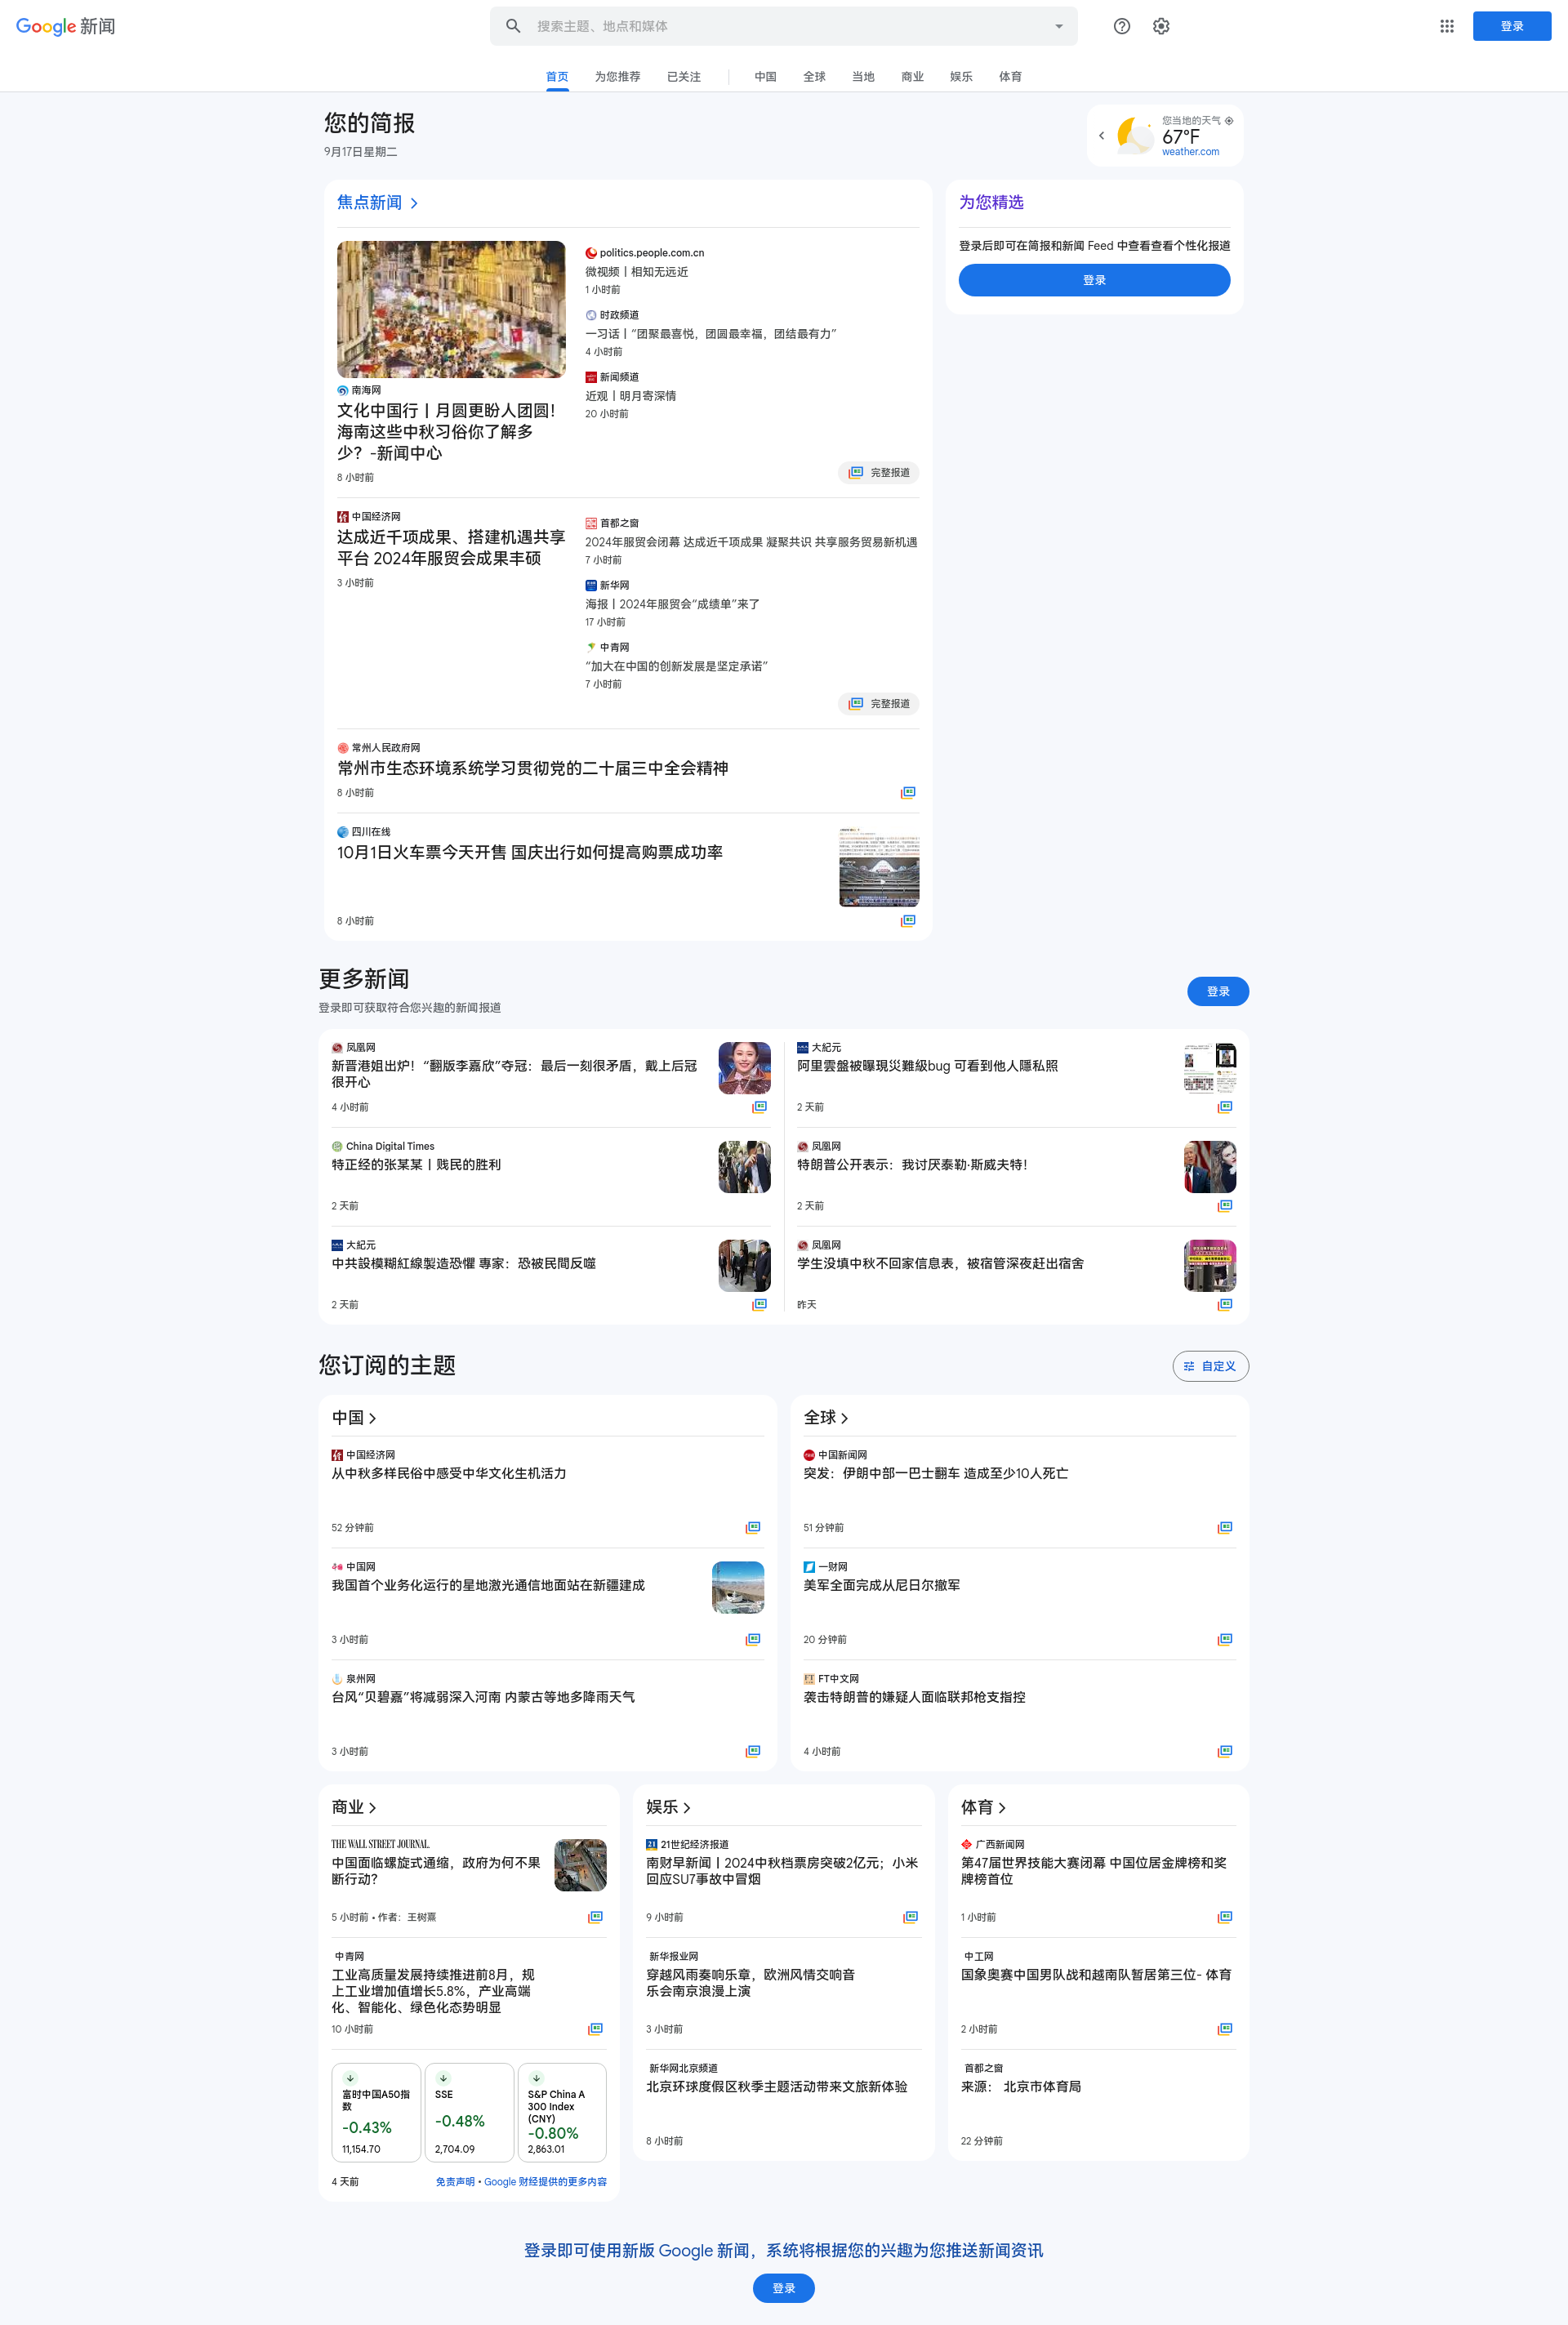 Google 新闻
搜索主题、地点和媒体
登录
首页
为您推荐
已关注
中国
全球
当地
商业
娱乐
体育
您的简报
9月17日星期二
您当地的天气
67°F
weather.com
焦点新闻
南海网
文化中国行丨月圆更盼人团圆！
海南这些中秋习俗你了解多
少？-新闻中心
8 小时前
politics.people.com.cn
微视频丨相知无远近
1 小时前
时政频道
一习话丨“团聚最喜悦，团圆最幸福，团结最有力”
4 小时前
新闻频道
近观丨明月寄深情
20 小时前
完整报道
中国经济网
达成近千项成果、搭建机遇共享
平台 2024年服贸会成果丰硕
3 小时前
首都之窗
2024年服贸会闭幕 达成近千项成果 凝聚共识 共享服务贸易新机遇
7 小时前
新华网
海报丨2024年服贸会“成绩单”来了
17 小时前
中青网
“加大在中国的创新发展是坚定承诺”
7 小时前
完整报道
常州人民政府网
常州市生态环境系统学习贯彻党的二十届三中全会精神
8 小时前
四川在线
10月1日火车票今天开售 国庆出行如何提高购票成功率
8 小时前
为您精选
登录后即可在简报和新闻 Feed 中查看查看个性化报道
登录
更多新闻
登录即可获取符合您兴趣的新闻报道
登录
凤凰网
新晋港姐出炉！“翻版李嘉欣”夺冠：最后一刻很矛盾，戴上后冠
很开心
4 小时前
China Digital Times
特正经的张某某丨贱民的胜利
2 天前
大紀元
中共設模糊紅線製造恐懼 專家：恐被民間反噬
2 天前
大紀元
阿里雲盤被曝現災難級bug 可看到他人隱私照
2 天前
凤凰网
特朗普公开表示：我讨厌泰勒·斯威夫特！
2 天前
凤凰网
学生没填中秋不回家信息表，被宿管深夜赶出宿舍
昨天
您订阅的主题
自定义
中国
中国经济网
从中秋多样民俗中感受中华文化生机活力
52 分钟前
中国网
我国首个业务化运行的星地激光通信地面站在新疆建成
3 小时前
泉州网
台风“贝碧嘉”将减弱深入河南 内蒙古等地多降雨天气
3 小时前
全球
中国新闻网
突发：伊朗中部一巴士翻车 造成至少10人死亡
51 分钟前
一财网
美军全面完成从尼日尔撤军
20 分钟前
FT中文网
袭击特朗普的嫌疑人面临联邦枪支指控
4 小时前
商业
THE WALL STREET JOURNAL.
中国面临螺旋式通缩，政府为何不果
断行动？
5 小时前 • 作者：王树熹
中青网
工业高质量发展持续推进前8月，规
上工业增加值增长5.8%，产业高端
化、智能化、绿色化态势明显
10 小时前
富时中国A50指
数
-0.43%
11,154.70
SSE
-0.48%
2,704.09
S&P China A
300 Index
(CNY)
-0.80%
2,863.01
4 天前
免责声明 • Google 财经提供的更多内容
娱乐
21世纪经济报道
南财早新闻丨2024中秋档票房突破2亿元；小米
回应SU7事故中冒烟
9 小时前
新华报业网
穿越风雨奏响乐章，欧洲风情交响音
乐会南京浪漫上演
3 小时前
新华网北京频道
北京环球度假区秋季主题活动带来文旅新体验
8 小时前
体育
广西新闻网
第47届世界技能大赛闭幕 中国位居金牌榜和奖
牌榜首位
1 小时前
中工网
国象奥赛中国男队战和越南队暂居第三位- 体育
2 小时前
首都之窗
来源： 北京市体育局
22 分钟前
登录即可使用新版 Google 新闻，系统将根据您的兴趣为您推送新闻资讯
登录